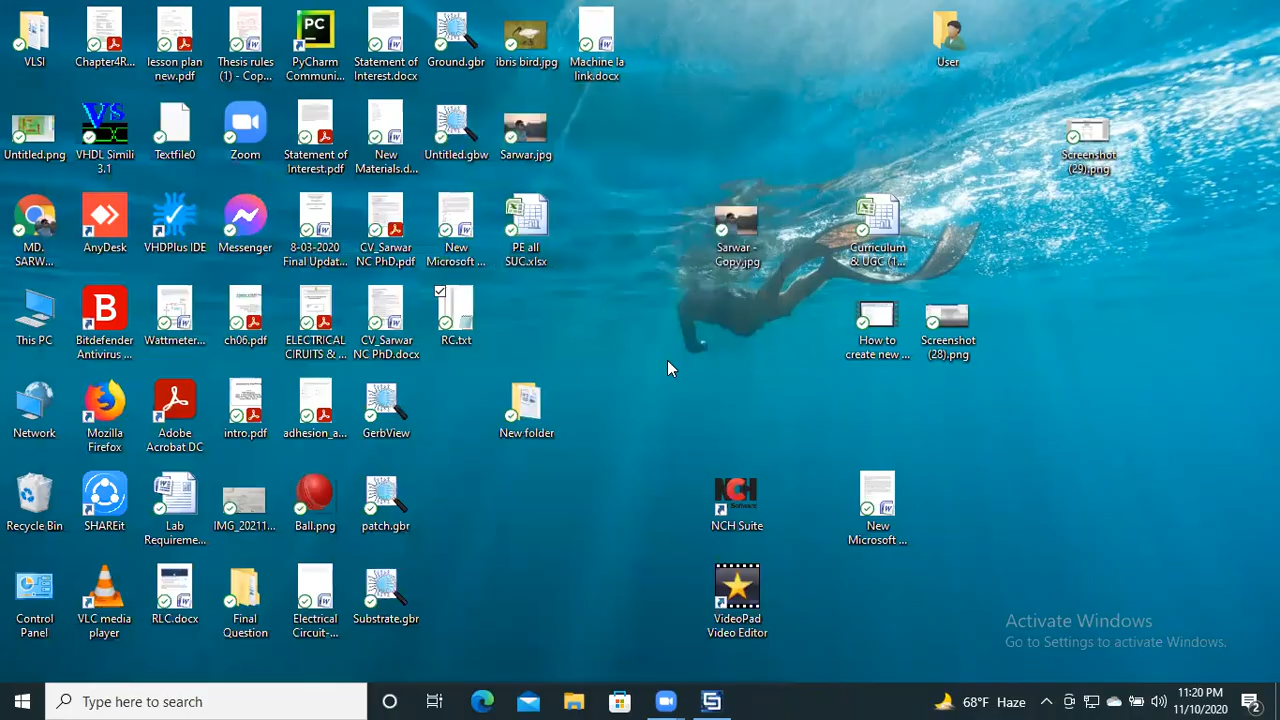 VLSI
Chapter4R...
lesson plan
new.pdf
Thesis rules
(1) - Cop...
PC
PyCharm
Communi...
Statement of
Interest.docx
Ground.gbr
ibris bird.jpg
Machine la
link.docx
User
Untitled.png
VHDL Simili
3.1
Textfile0
Zoom
Statement of
Interest.pdf
New
Materials.d...
Untitled.gbw
Sarwar.jpg
Screenshot
(29).png
MD.
SARW...
AnyDesk
VHDPlus IDE
Messenger
8-03-2020
Final Updat...
CV_Sarwar
NC PhD.pdf
New
Microsoft ...
PE all
SUC.xlsx
Sarwar -
Copy.jpg
Curriculum
& UGC (1...
This PC
B
Bitdefender
Antivirus ...
Wattmeter...
ch06.pdf
ELECTRICAL
CIRUITS & ...
CV_Sarwar
NC PhD.docx
RC.txt
How to
create new ...
Screenshot
(28).png
Network
Mozilla
Firefox
Adobe
Acrobat DC
intro.pdf
adhesion_a...
GerbView
New folder
Recycle Bin
SHAREit
Lab
Requireme...
IMG_20211...
Ball.png
patch.gbr
NCH
Software
NCH Suite
New
Microsoft ...
Control
Panel
VLC media
player
RLC.docx
Final
Question
Electrical
Circuit-...
Substrate.gbr
VideoPad
Video Editor
Activate Windows
Go to Settings to activate Windows.
Type here to search
68°F Haze
11:20 PM
11/10/2020
2